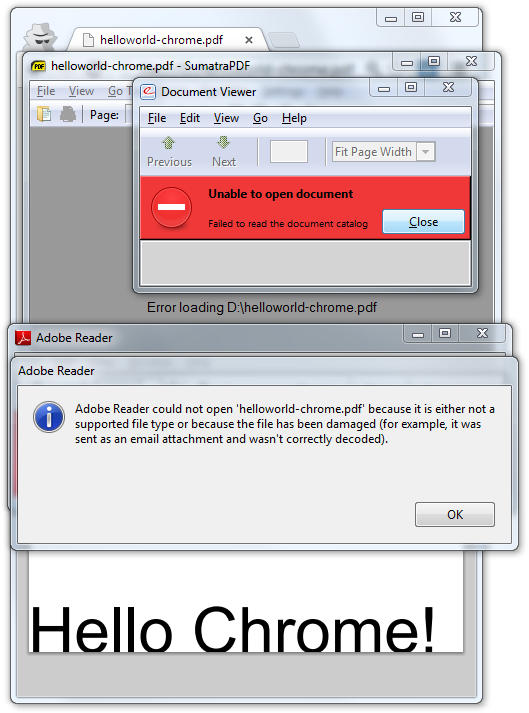 helloworld-chrome.pdf
helloworld-chrome.pdf - SumatraPDF
File View Go T
Page:
Document Viewer
File Edit View Go Help
Previous Next Fit Page Width
Unable to open document
Failed to read the document catalog
Close
Error loading D:\helloworld-chrome.pdf
Adobe Reader
Adobe Reader
Adobe Reader could not open 'helloworld-chrome.pdf' because it is either not a
supported file type or because the file has been damaged (for example, it was
sent as an email attachment and wasn't correctly decoded).
OK
Hello Chrome!